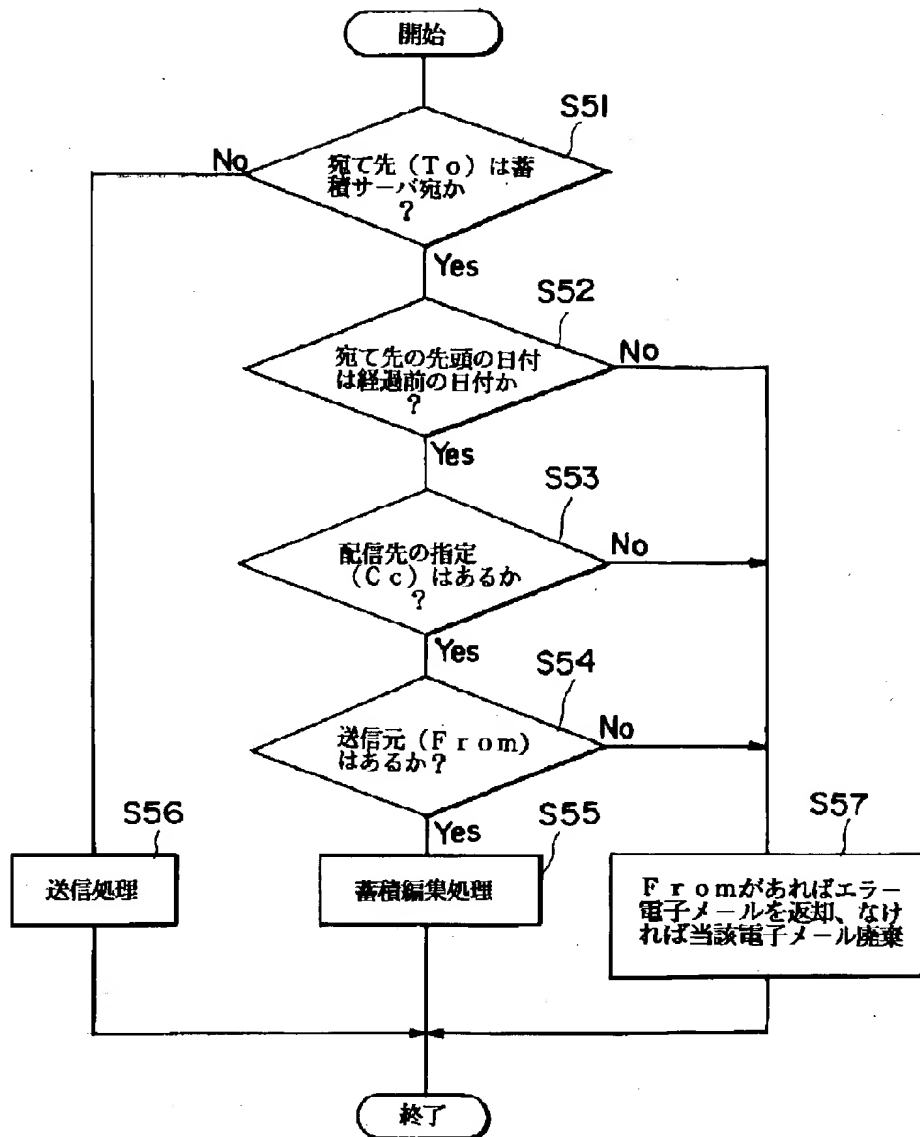 開始
S51
No
宛て先(To)は蓄
積サーバ宛か
?
Yes
S52
No
宛て先の先頭の日付
は経過前の日付か
?
Yes
S53
No
配信先の指定
(Cc)はあるか
?
Yes
S54
No
送信元(From)
はあるか?
Yes
S56
送信処理
S55
蓄積編集処理
S57
Fromがあればエラー
電子メールを返却、なけ
れば当該電子メール廃棄
終了